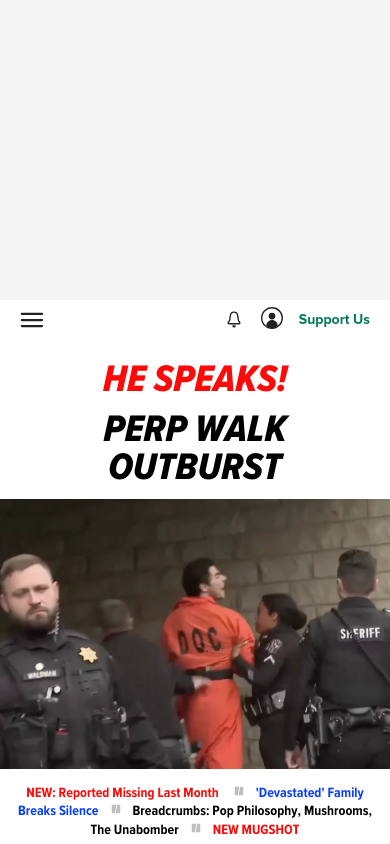 Support Us
HE SPEAKS!
PERP WALK
OUTBURST
DOC
WALDMAN
SHERIFF
NEW: Reported Missing Last Month " 'Devastated' Family
Breaks Silence " Breadcrumbs: Pop Philosophy, Mushrooms,
The Unabomber " NEW MUGSHOT